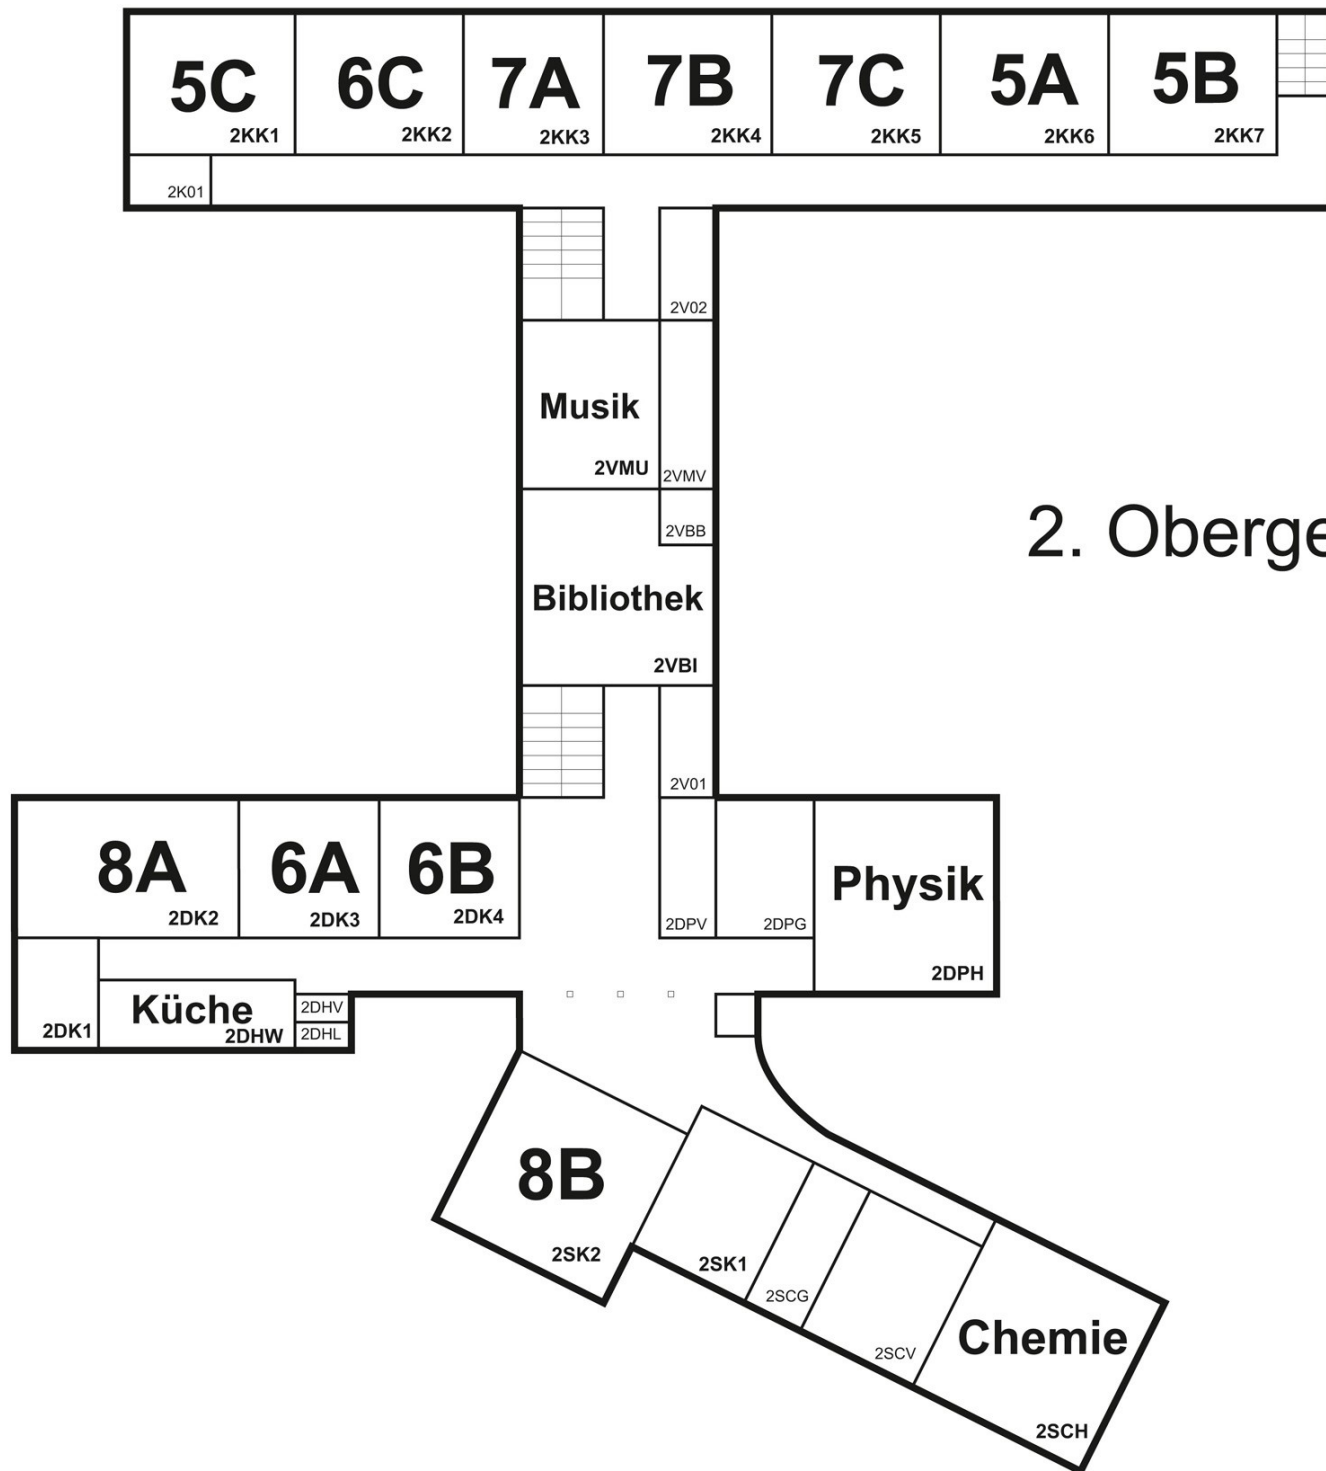 5C
2KK1
6C
2KK2
7A
2KK3
7B
2KK4
7C
2KK5
5A
2KK6
5B
2KK7
2K01
2V02
Musik
2VMU
2VMV
2VBB
2. Oberge
Bibliothek
2VBI
2V01
8A
2DK2
6A
2DK3
6B
2DK4
2DPV
2DPG
Physik
2DPH
2DK1
Küche
2DHW
2DHV
2DHL
8B
2SK2
2SK1
2SCG
2SCV
Chemie
2SCH